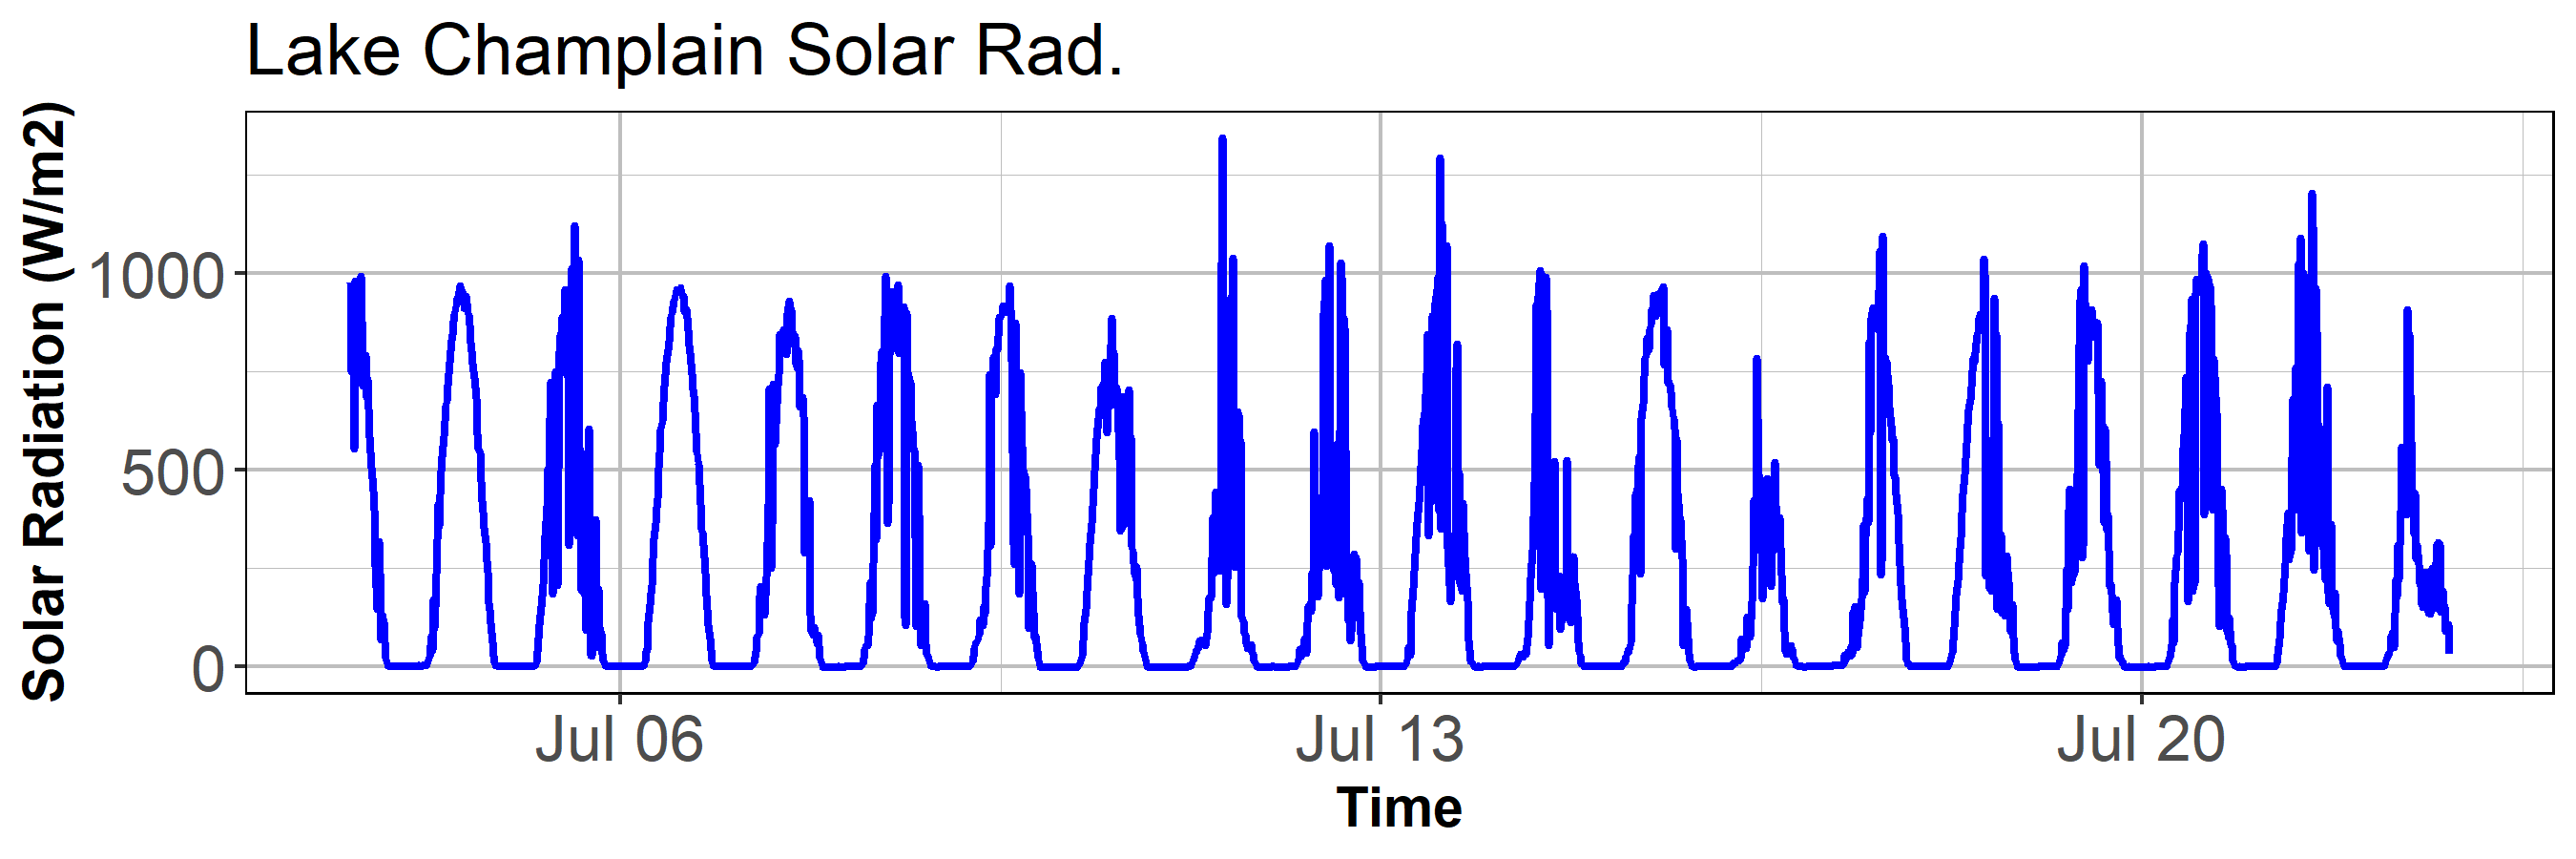 Lake Champlain Solar Rad.
Solar Radiation (W/m2)
1000
500
0
Jul 06
Jul 13
Jul 20
Time